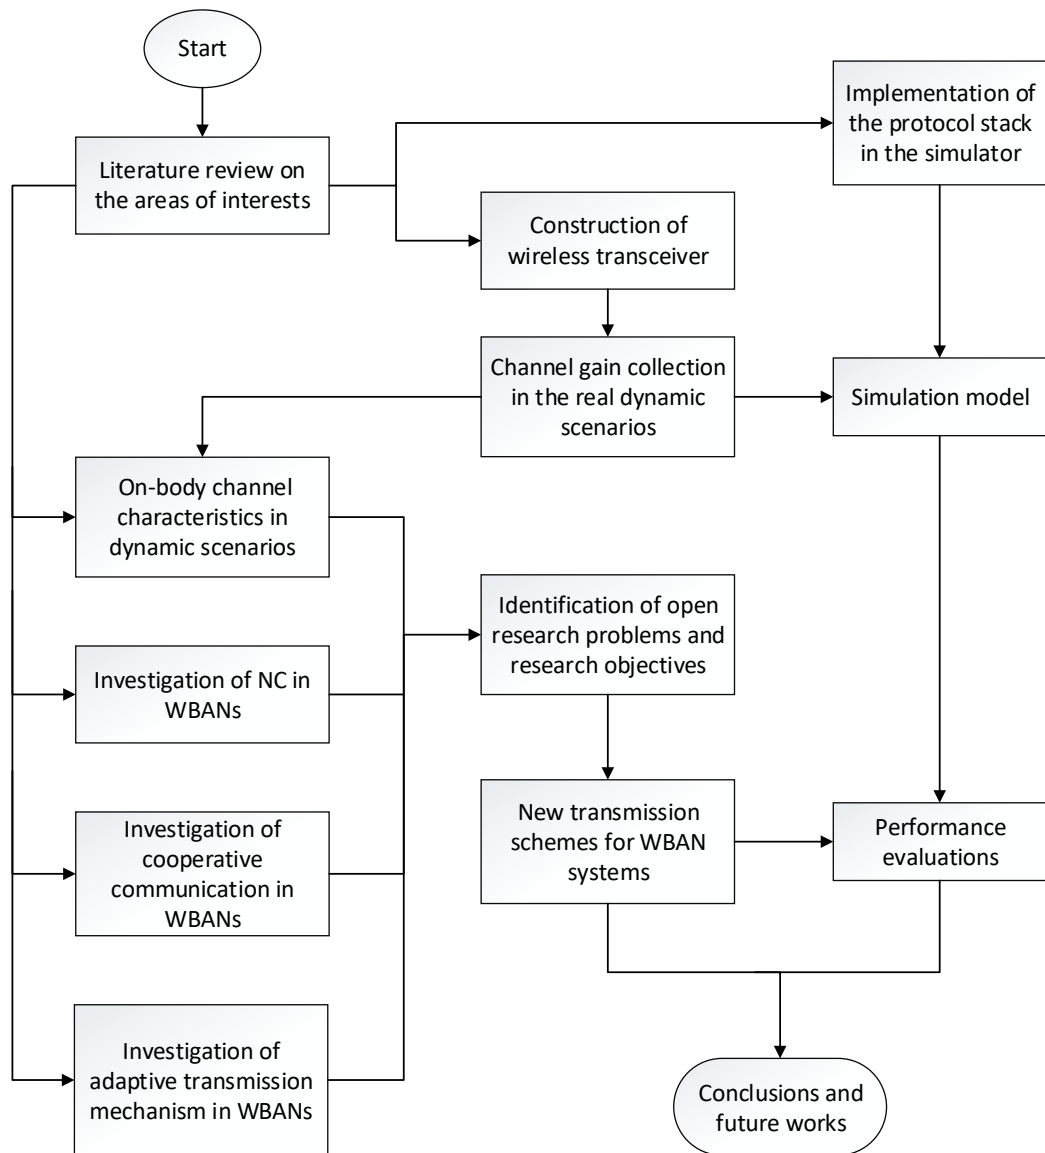 Start
Literature review on
the areas of interests
Implementation of
the protocol stack
in the simulator
Construction of
wireless transceiver
Channel gain collection
in the real dynamic
scenarios
Simulation model
On-body channel
characteristics in
dynamic scenarios
Identification of open
research problems and
research objectives
Investigation of NC in
WBANs
New transmission
schemes for WBAN
systems
Performance
evaluations
Investigation of
cooperative
communication in
WBANs
Investigation of
adaptive transmission
mechanism in WBANs
Conclusions and
future works